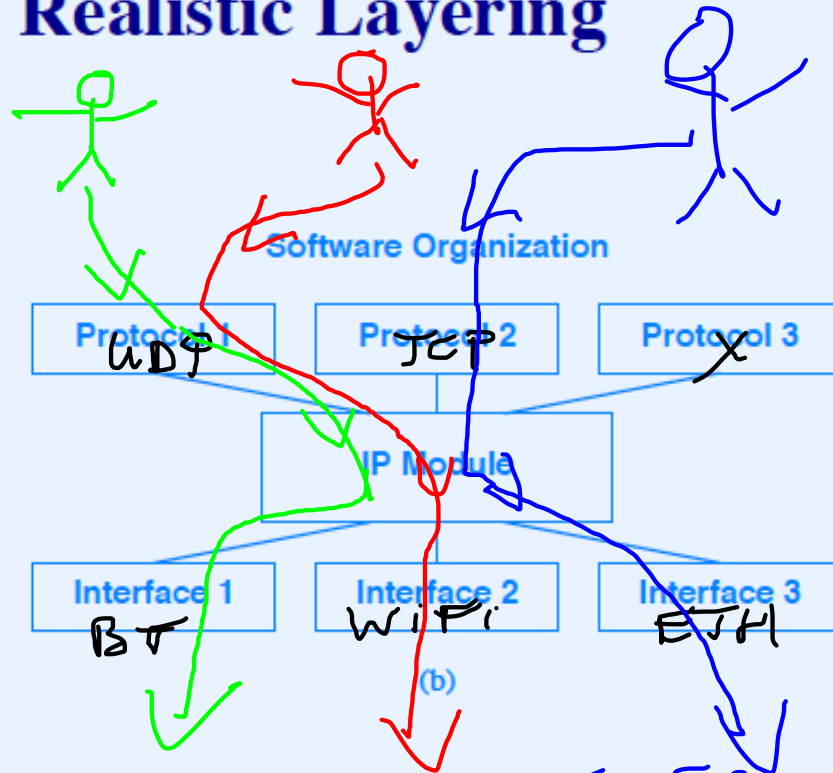 Realistic Layering
Software Organization
Protocol 1 Protocol 2 Protocol 3
UDP TCP X
IP Module
Interface 1 Interface 2 Interface 3
BT WiFi ETH
(b)